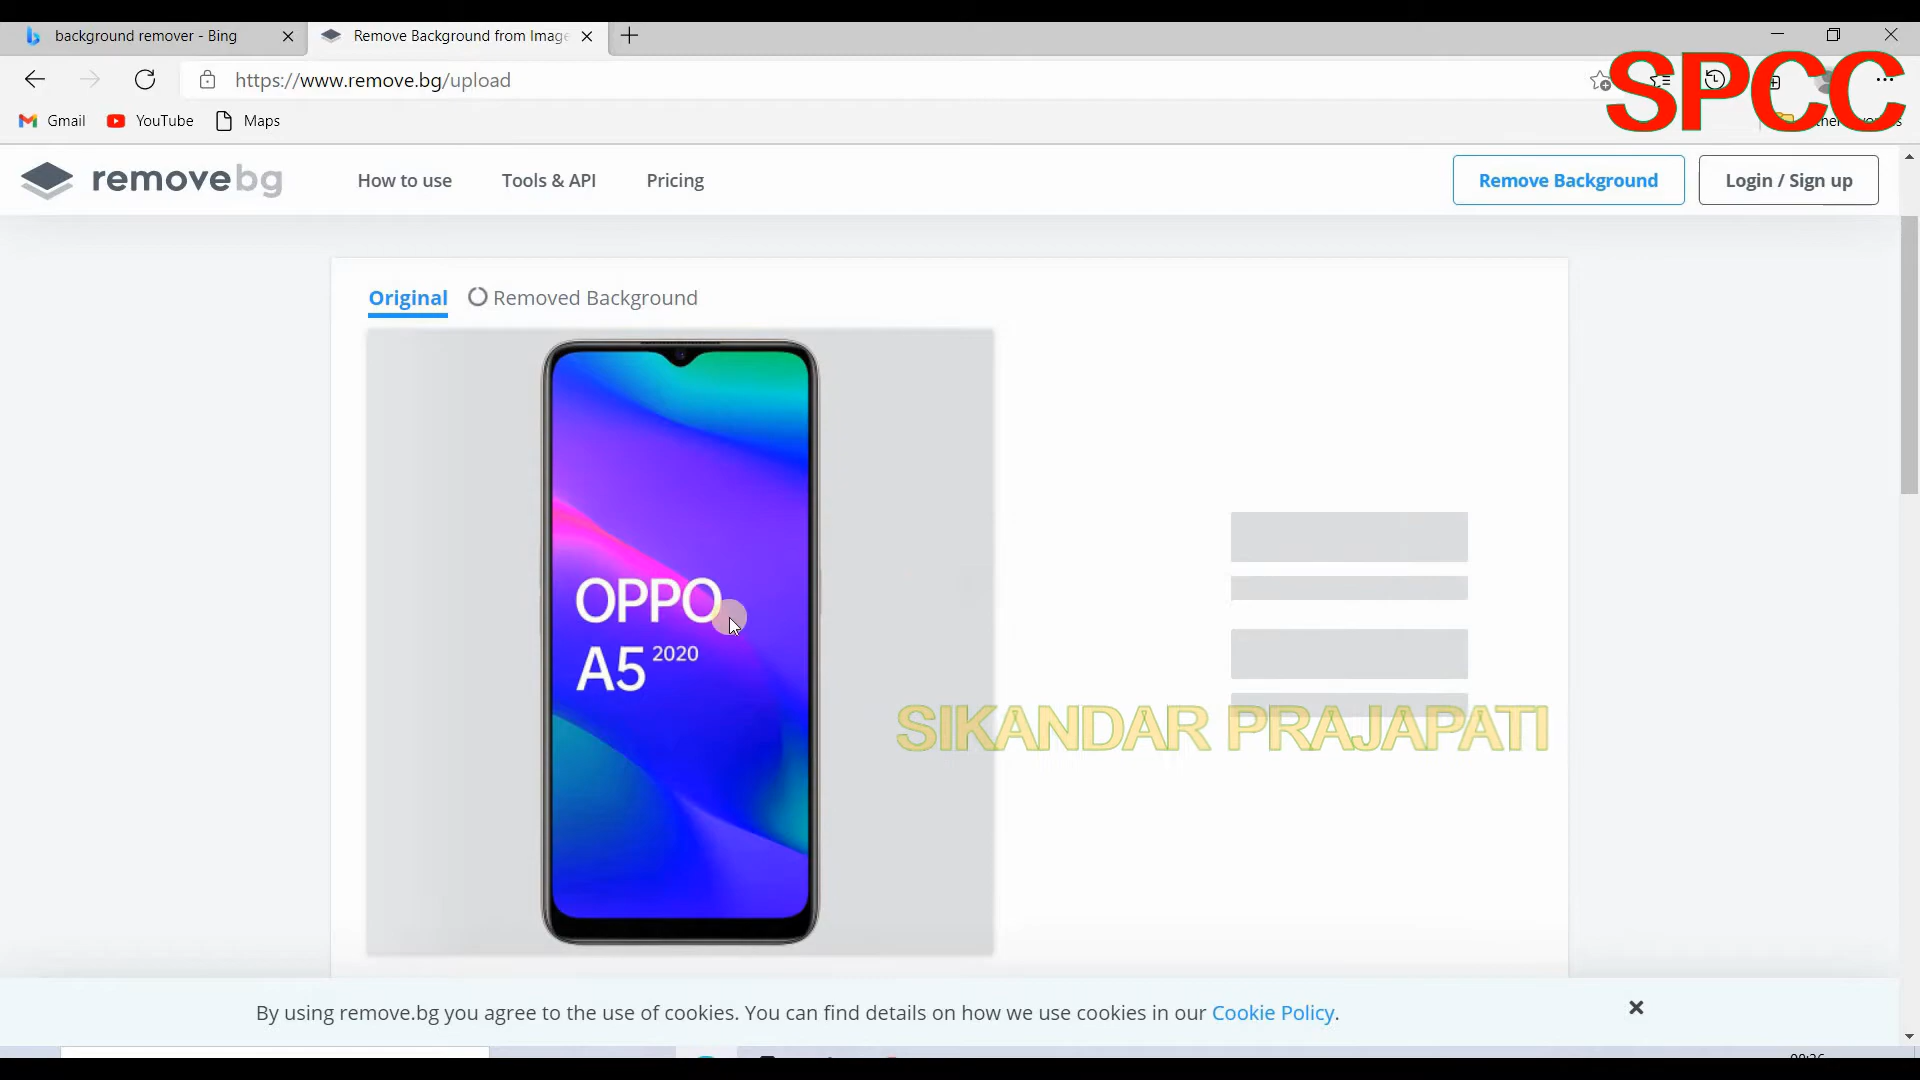 background remover - Bing
Remove Background from Image
https://www.remove.bg/upload
SPCC
Gmail
YouTube
Maps
removebg
How to use
Tools & API
Pricing
Remove Background
Login / Sign up
Original
Removed Background
OPPO
A5 2020
SIKANDAR PRAJAPATI
By using remove.bg you agree to the use of cookies. You can find details on how we use cookies in our Cookie Policy.